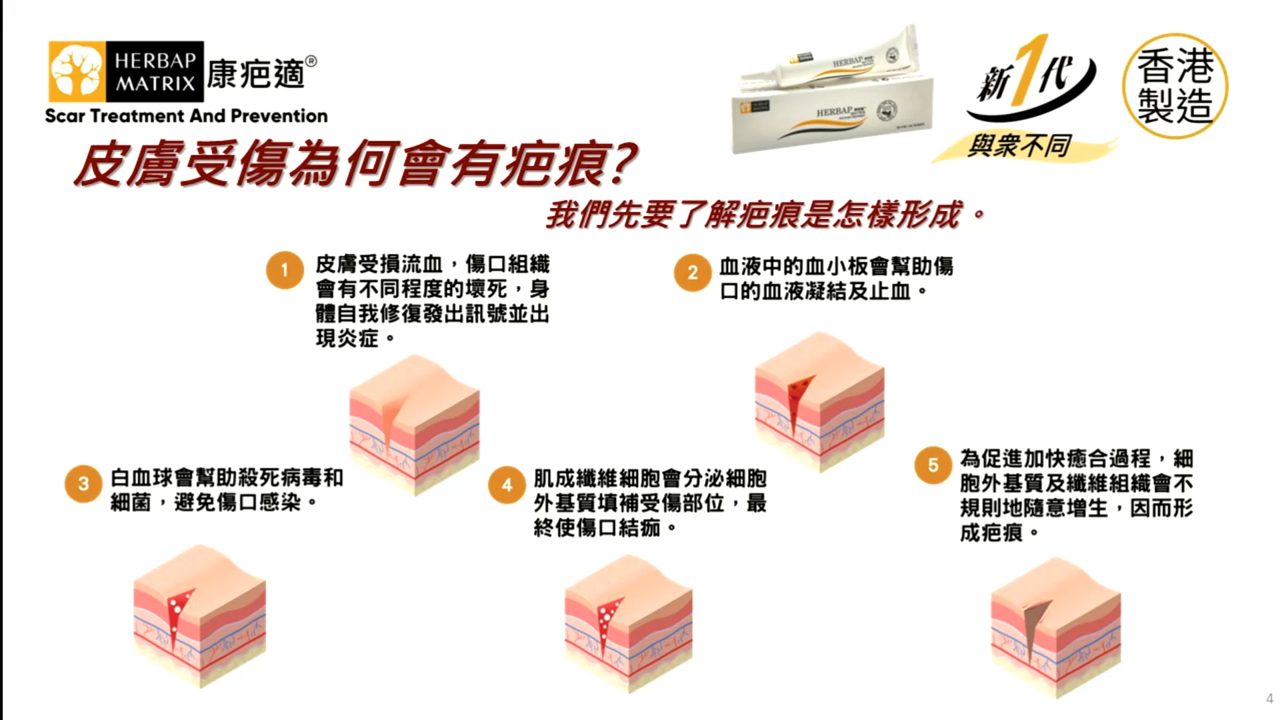 HERBAP
MATRIX
康疤適®
Scar Treatment And Prevention
HERBAP
HERBAP
新1代
與衆不同
香港
製造
皮膚受傷為何會有疤痕?
我們先要了解疤痕是怎樣形成。
1
皮膚受損流血，傷口組織
會有不同程度的壞死，身
體自我修復發出訊號並出
現炎症。
2
血液中的血小板會幫助傷
口的血液凝結及止血。
3
白血球會幫助殺死病毒和
細菌，避免傷口感染。
4
肌成纖維細胞會分泌細胞
外基質填補受傷部位，最
終使傷口結痂。
5
為促進加快癒合過程，細
胞外基質及纖維組織會不
規則地隨意增生，因而形
成疤痕。
4